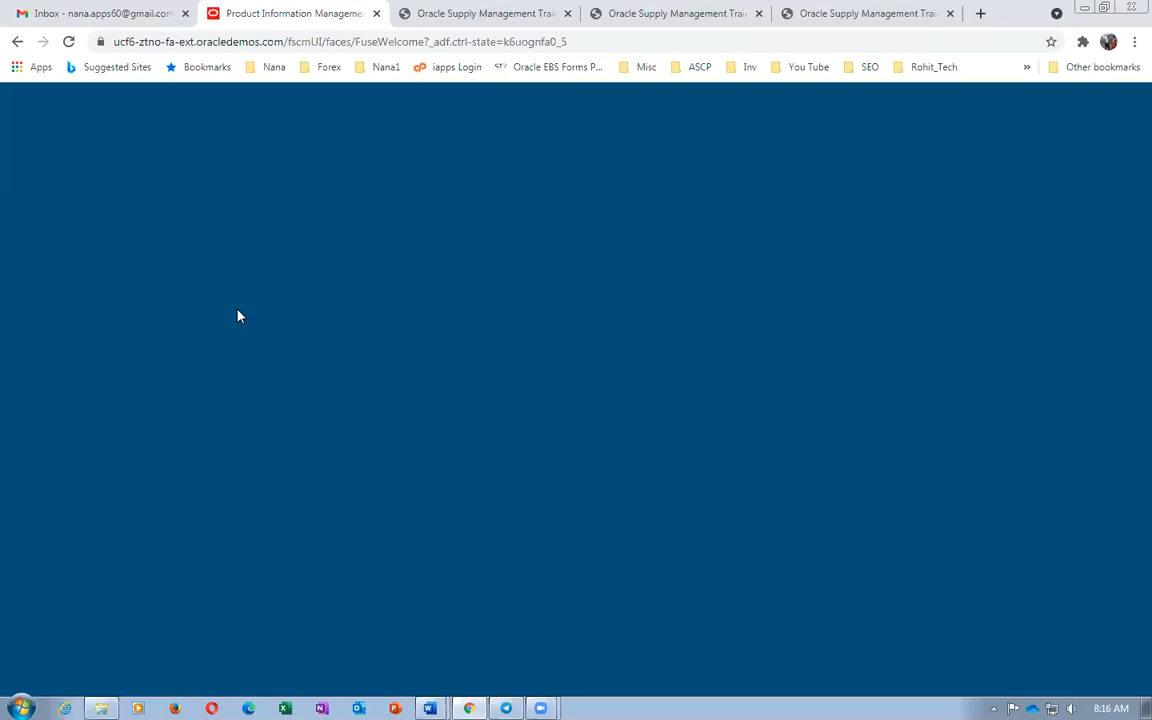 Inbox - nana.apps60@gmail.com
Product Information Manageme
Oracle Supply Management Trai
Oracle Supply Management Trai
Oracle Supply Management Trai
ucf6-ztno-fa-ext.oracledemos.com/fscmUI/faces/FuseWelcome?_adf.ctrl-state=k6uognfa0_5
Apps
Suggested Sites
Bookmarks
Nana
Forex
Nana1
iapps Login
Oracle EBS Forms P...
Misc
ASCP
Inv
You Tube
SEO
Rohit_Tech
»
Other bookmarks
8:16 AM